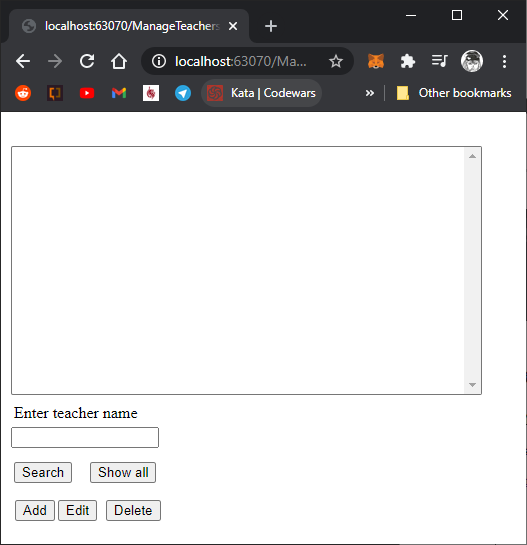 localhost:63070/ManageTeachers
localhost:63070/Ma...
Kata | Codewars
»
Other bookmarks
Enter teacher name
Search
Show all
Add
Edit
Delete